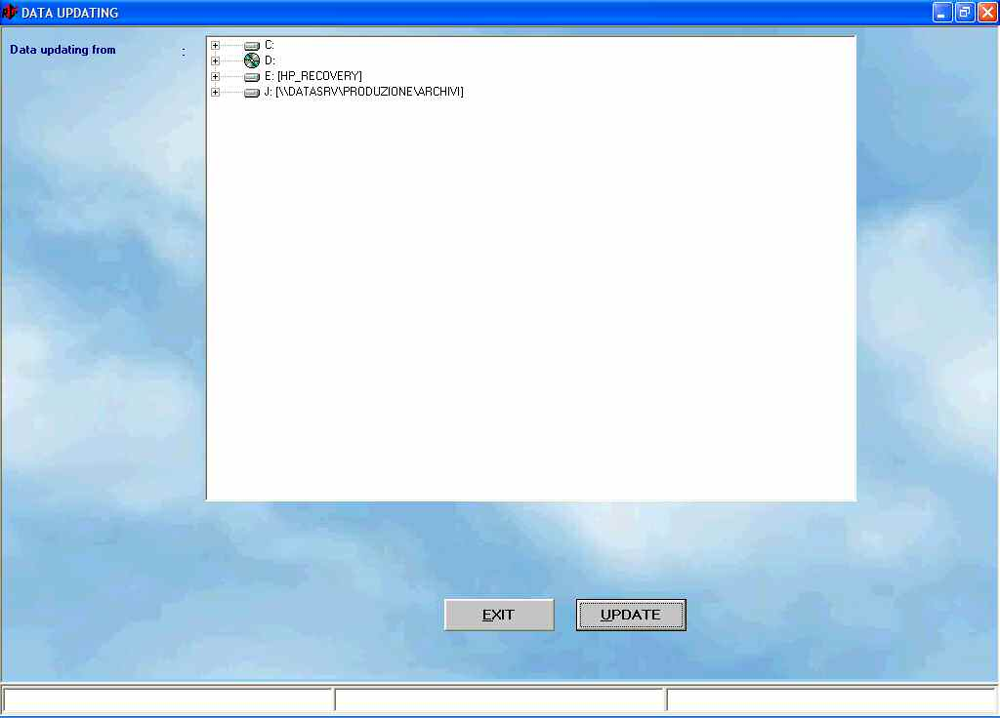 DATA UPDATING
Data updating from :
C:
D:
E: [HP_RECOVERY]
J: [\\DATASRV\PRODUZIONE\ARCHIVI]
EXIT
UPDATE